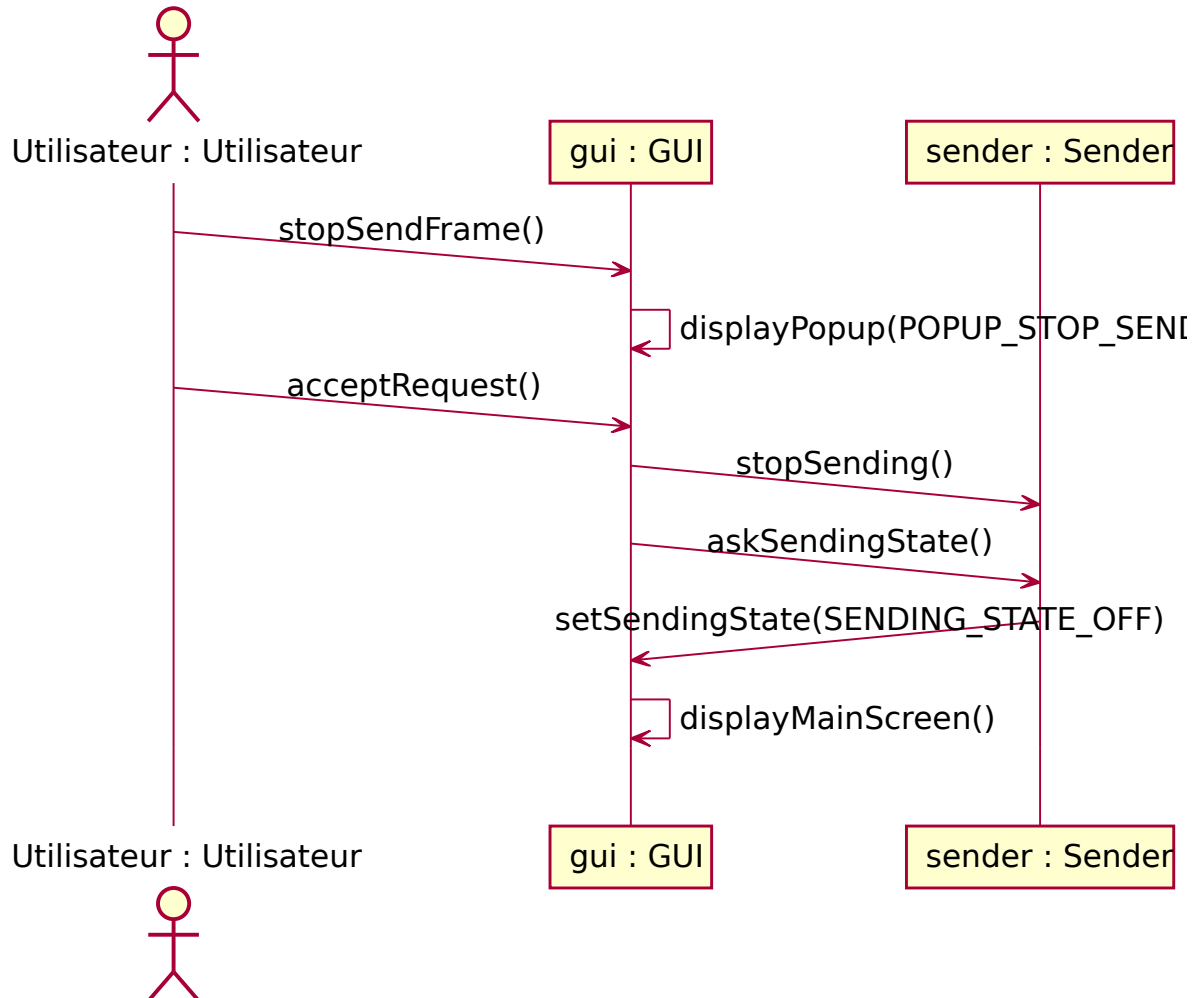 Utilisateur : Utilisateur
gui : GUI
sender : Sender
stopSendFrame()
displayPopup(POPUP_STOP_SEND
acceptRequest()
stopSending()
askSendingState()
setSendingState(SENDING_STATE_OFF)
displayMainScreen()
Utilisateur : Utilisateur
gui : GUI
sender : Sender